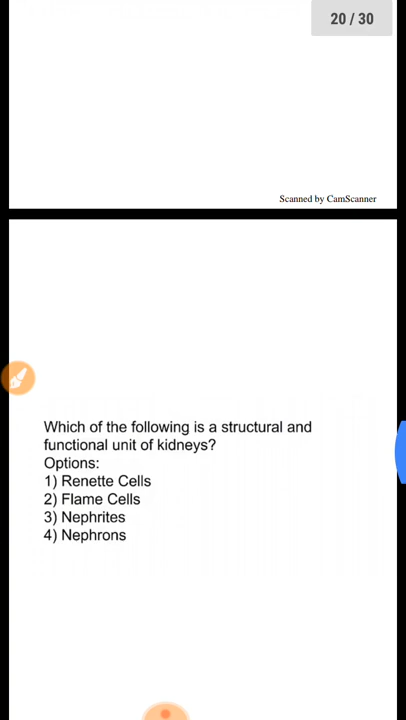 20 / 30
Scanned by CamScanner
Which of the following is a structural and
functional unit of kidneys?
Options:
1) Renette Cells
2) Flame Cells
3) Nephrites
4) Nephrons